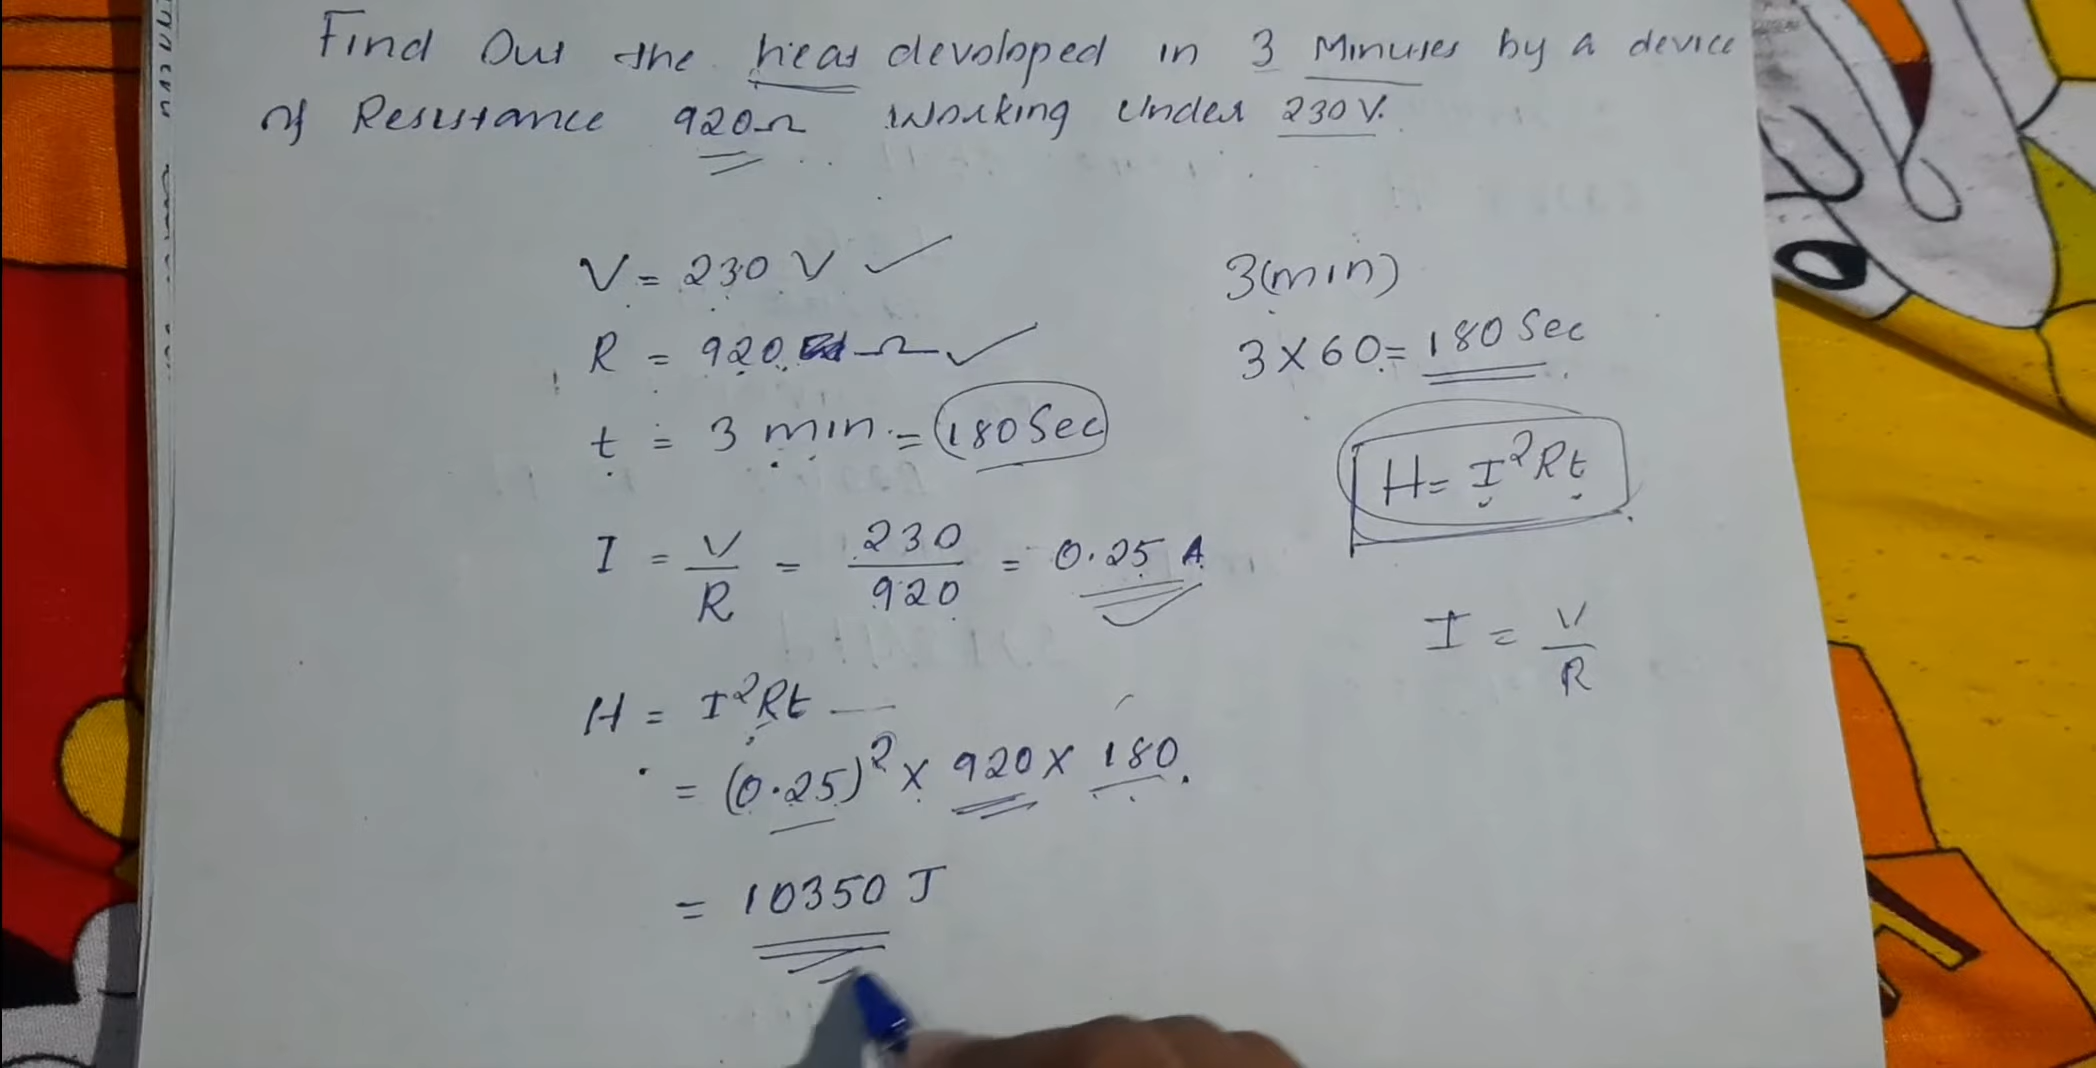 Find Out the heat devoloped in 3 Minutes by a device
of Resistance 920Ω Working Under 230 V.
V = 230 V ✓
R = 920 Ω ✓
t = 3 min. = 180 Sec
I = V/R = 230/920 = 0.25 A
H = I²Rt
= (0.25)² × 920 × 180.
= 10350 J
3(min)
3 X 60 = 180 Sec
H = I²Rt
I = V/R